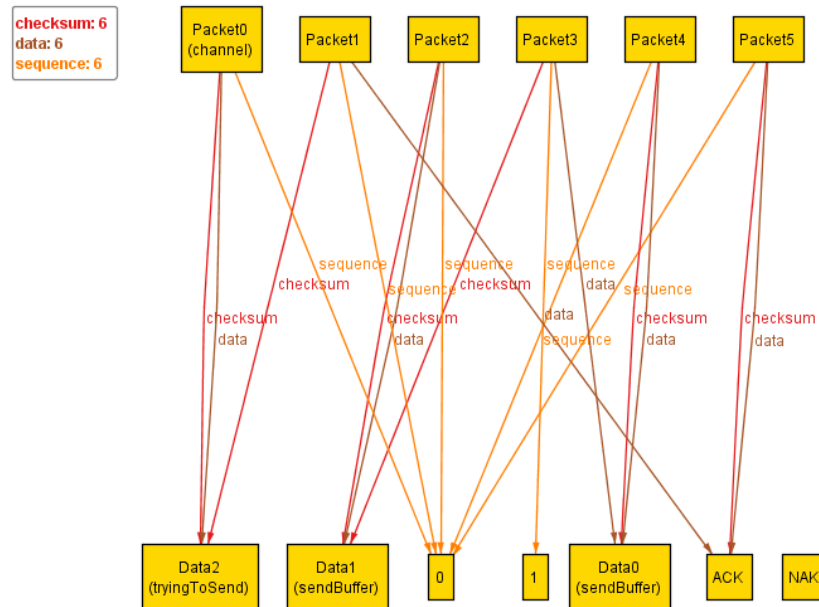 checksum: 6
data: 6
sequence: 6
Packet0
(channel)
Packet1
Packet2
Packet3
Packet4
Packet5
sequence
sequence
sequence
checksum
checksum
data
sequence
sequence
data
checksum
checksum
checksum
checksum
data
data
sequence
data
data
Data2
(tryingToSend)
Data1
(sendBuffer)
0
1
Data0
(sendBuffer)
ACK
NAK